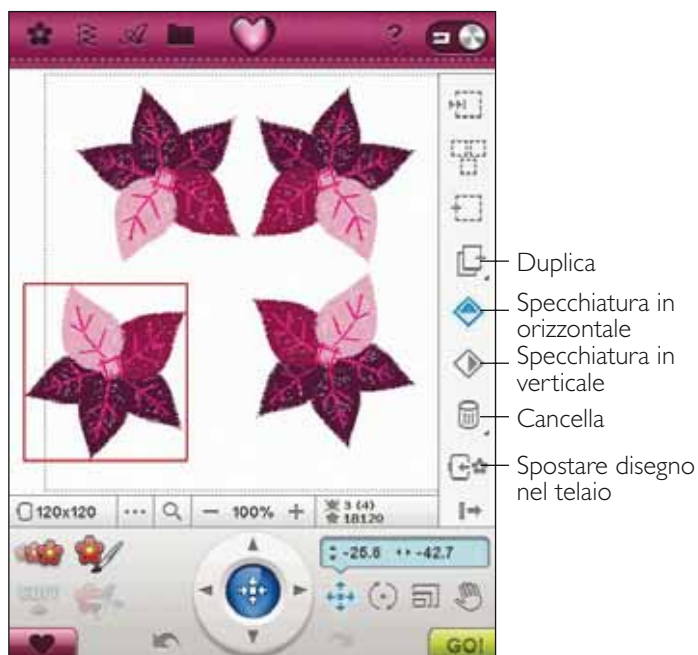 ?
Duplica
Specchiatura in
orizzontale
Specchiatura in
verticale
Cancella
Spostare disegno
nel telaio
120x120 ... − 100% + 3 (4)
18120
-26.8 -42.7
GO!